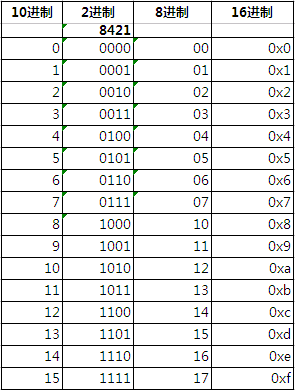 10进制 2进制 8进制 16进制
8421
0 0000 00 0x0
1 0001 01 0x1
2 0010 02 0x2
3 0011 03 0x3
4 0100 04 0x4
5 0101 05 0x5
6 0110 06 0x6
7 0111 07 0x7
8 1000 10 0x8
9 1001 11 0x9
10 1010 12 0xa
11 1011 13 0xb
12 1100 14 0xc
13 1101 15 0xd
14 1110 16 0xe
15 1111 17 0xf